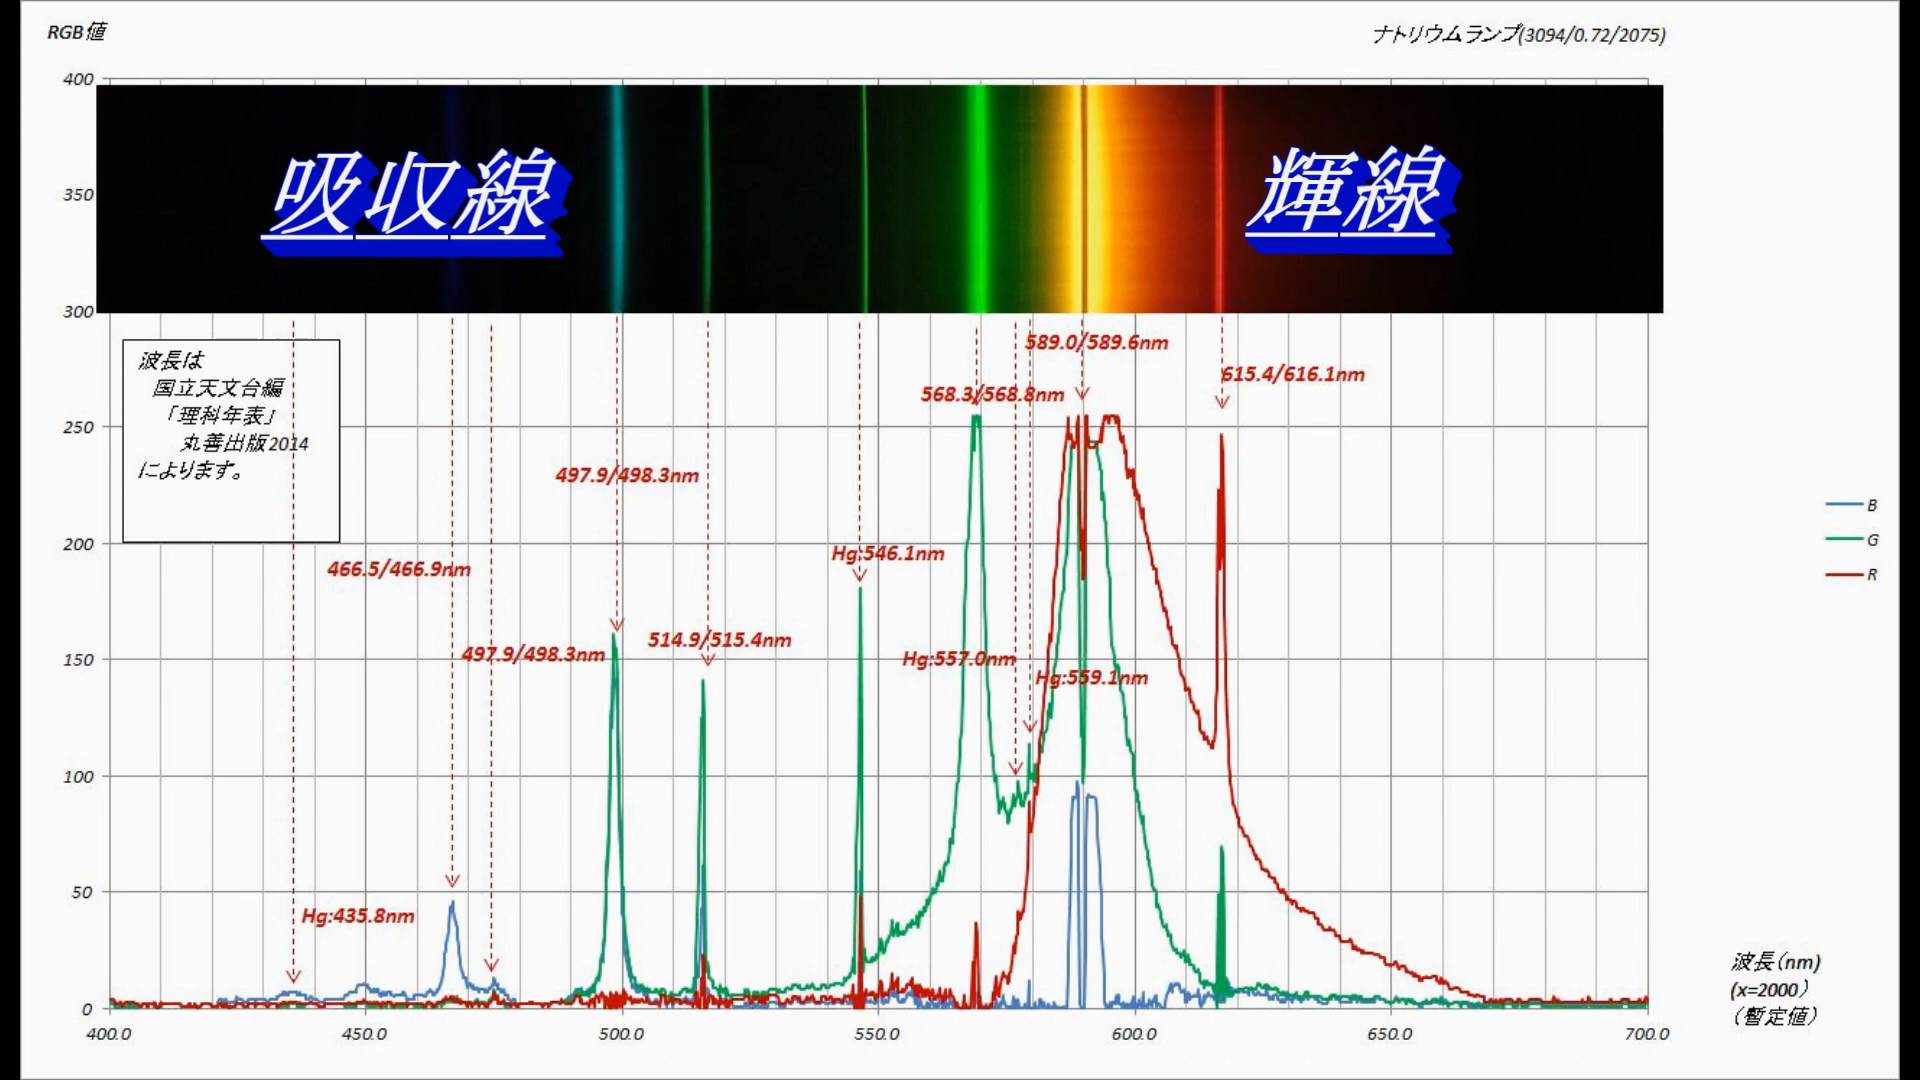 RGB値
ナトリウムランプ(3094/0.72/2075)
400
350
300
250
200
150
100
50
0
吸収線
輝線
波長は
国立天文台編
「理科年表」
丸善出版2014
によります。
589.0/589.6nm
615.4/616.1nm
568.3/568.8nm
497.9/498.3nm
Hg:546.1nm
466.5/466.9nm
514.9/515.4nm
497.9/498.3nm
Hg:557.0nm
Hg:559.1nm
Hg:435.8nm
B
G
R
波長(nm)
(x=2000)
(暫定値)
400.0
450.0
500.0
550.0
600.0
650.0
700.0